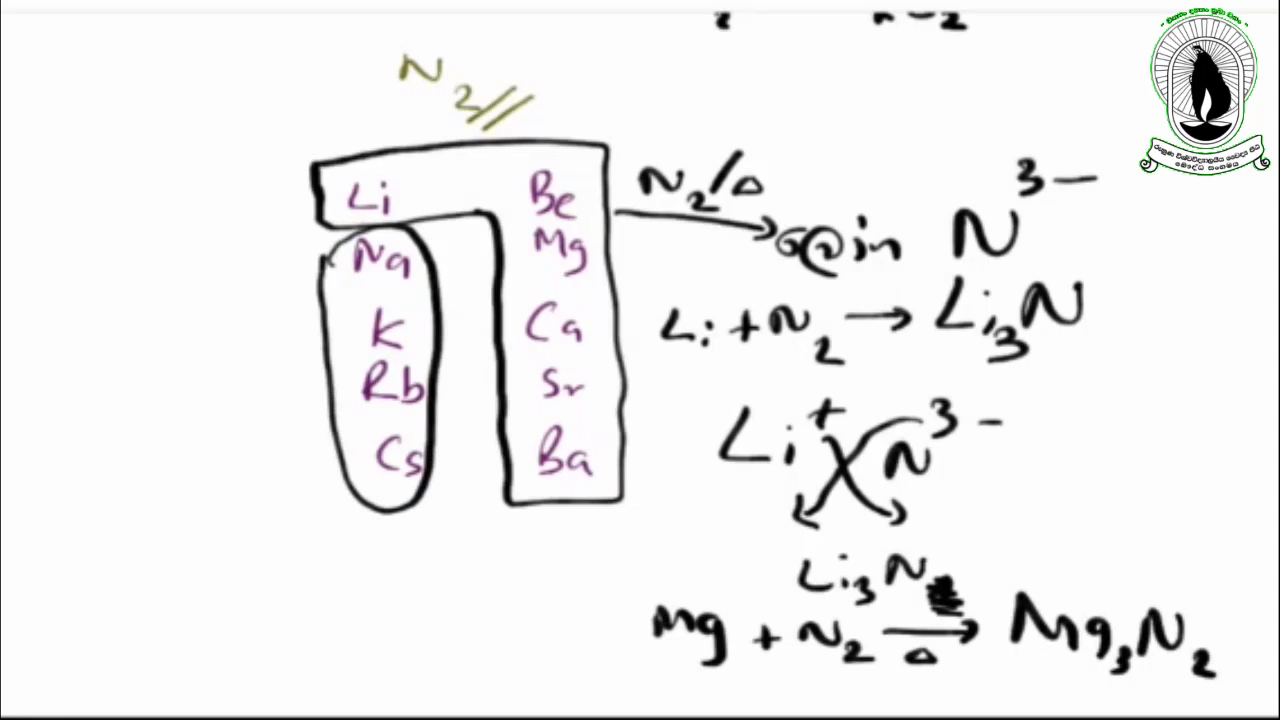 N₂//
Li Be
Na Mg
K Ca
Rb Sr
Cs Ba
N₂/Δ
N³⁻
Li + N₂ → Li₃N
Li⁺ N³⁻
Li₃N
Mg + N₂ →Δ Mg₃N₂